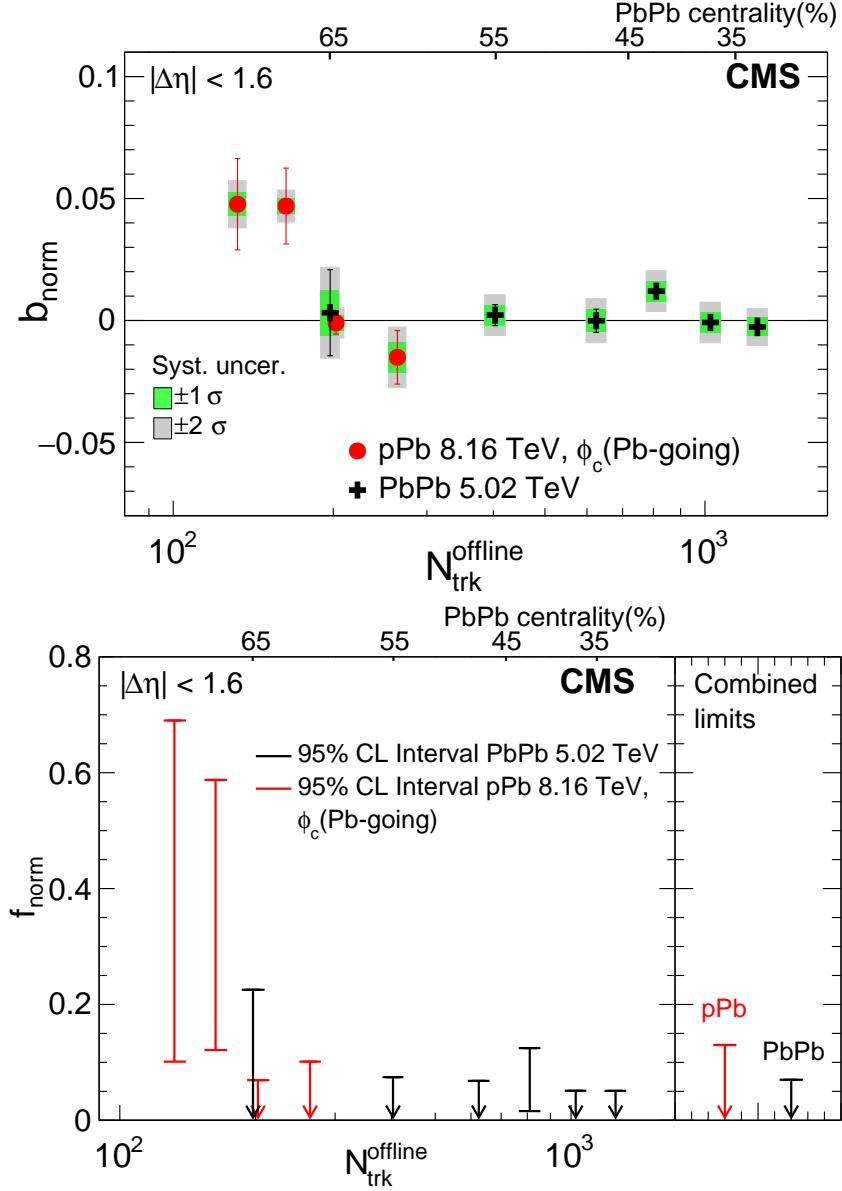 PbPb centrality(%)
65 55 45 35
0.1
|Δη| < 1.6 CMS
0.05
b_norm
0
Syst. uncer.
±1 σ
±2 σ
−0.05
pPb 8.16 TeV, ϕ_c(Pb-going)
PbPb 5.02 TeV
10^2 10^3
N_trk^offline
PbPb centrality(%)
65 55 45 35
0.8
|Δη| < 1.6 CMS Combined
limits
95% CL Interval PbPb 5.02 TeV
95% CL Interval pPb 8.16 TeV,
ϕ_c(Pb-going)
0.6
f_norm
0.4
0.2
pPb
PbPb
0
10^2 10^3
N_trk^offline